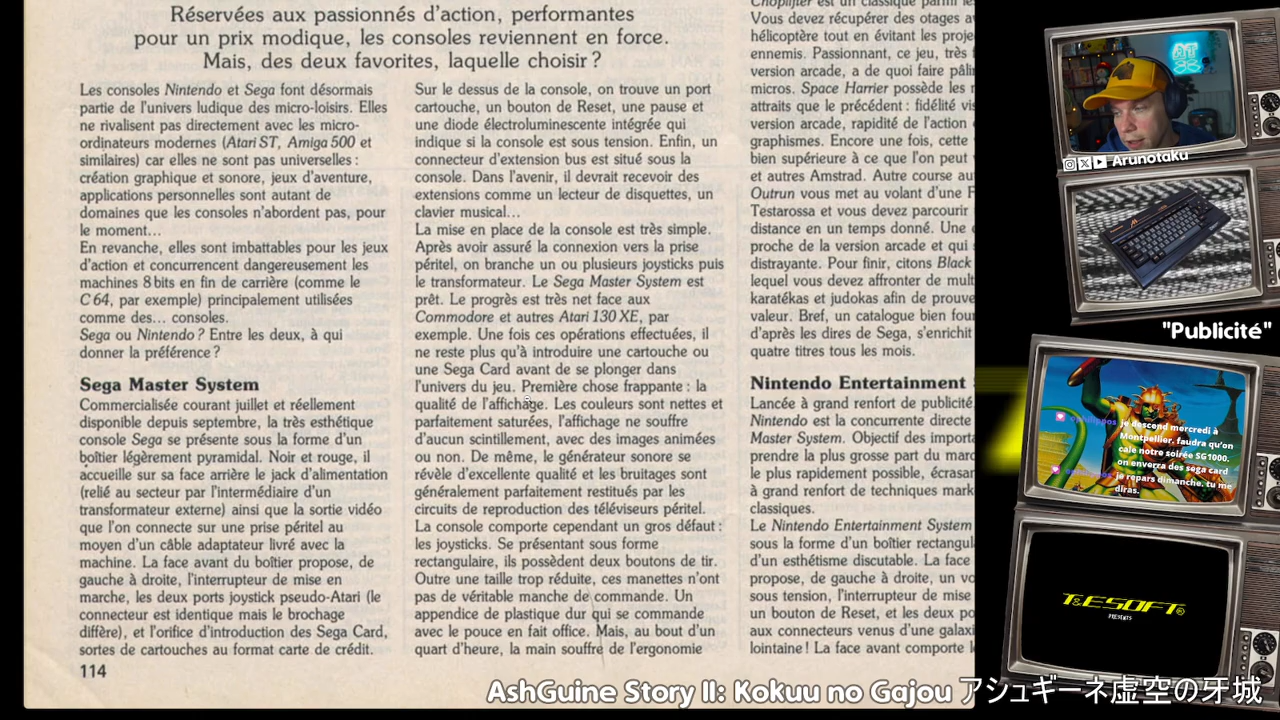 Réservées aux passionnés d'action, performantes
pour un prix modique, les consoles reviennent en force.
Mais, des deux favorites, laquelle choisir ?
Les consoles Nintendo et Sega font désormais
partie de l'univers ludique des micro-loisirs. Elles
ne rivalisent pas directement avec les micro-
ordinateurs modernes (Atari ST, Amiga 500 et
similaires) car elles ne sont pas universelles :
création graphique et sonore, jeux d'aventure,
applications personnelles sont autant de
domaines que les consoles n'abordent pas, pour
le moment...
En revanche, elles sont imbattables pour les jeux
d'action et concurrencent dangereusement les
machines 8 bits en fin de carrière (comme le
C 64, par exemple) principalement utilisées
comme des... consoles.
Sega ou Nintendo ? Entre les deux, à qui
donner la préférence ?
Sega Master System
Commercialisée courant juillet et réellement
disponible depuis septembre, la très esthétique
console Sega se présente sous la forme d'un
boîtier légèrement pyramidal. Noir et rouge, il
accueille sur sa face arrière le jack d'alimentation
(relié au secteur par l'intermédiaire d'un
transformateur externe) ainsi que la sortie vidéo
que l'on connecte sur une prise péritel au
moyen d'un câble adaptateur livré avec la
machine. La face avant du boîtier propose, de
gauche à droite, l'interrupteur de mise en
marche, les deux ports joystick pseudo-Atari (le
connecteur est identique mais le brochage
diffère), et l'orifice d'introduction des Sega Card,
sortes de cartouches au format carte de crédit.
114
Sur le dessus de la console, on trouve un port
cartouche, un bouton de Reset, une pause et
une diode électroluminescente intégrée qui
indique si la console est sous tension. Enfin, un
connecteur d'extension bus est situé sous la
console. Dans l'avenir, il devrait recevoir des
extensions comme un lecteur de disquettes, un
clavier musical...
La mise en place de la console est très simple.
Après avoir assuré la connexion vers la prise
péritel, on branche un ou plusieurs joysticks puis
le transformateur. Le Sega Master System est
prêt. Le progrès est très net face aux
Commodore et autres Atari 130 XE, par
exemple. Une fois ces opérations effectuées, il
ne reste plus qu'à introduire une cartouche ou
une Sega Card avant de se plonger dans
l'univers du jeu. Première chose frappante : la
qualité de l'affichage. Les couleurs sont nettes et
parfaitement saturées, l'affichage ne souffre
d'aucun scintillement, avec des images animées
ou non. De même, le générateur sonore se
révèle d'excellente qualité et les bruitages sont
généralement parfaitement restitués par les
circuits de reproduction des téléviseurs péritel.
La console comporte cependant un gros défaut :
les joysticks. Se présentant sous forme
rectangulaire, ils possèdent deux boutons de tir.
Outre une taille trop réduite, ces manettes n'ont
pas de véritable manche de commande. Un
appendice de plastique dur qui se commande
avec le pouce en fait office. Mais, au bout d'un
quart d'heure, la main souffre de l'ergonomie
Choplifter est un classique parmi les
Vous devez récupérer des otages
hélicoptère tout en évitant les
ennemis. Passionnant, ce jeu, très
version arcade, a de quoi faire
micros. Space Harrier possède les
attraits que le précédent : fidélité
version arcade, rapidité de l'action
graphismes. Encore une fois, cette
bien supérieure à ce que l'on peut
et autres Amstrad. Autre course
Outrun vous met au volant d'une F
Testarossa et vous devez parcourir
distance en un temps donné. Une
proche de la version arcade et qui
distrayante. Pour finir, citons Black
lequel vous devez affronter de
karatékas et judokas afin de
valeur. Bref, un catalogue bien
d'après les dires de Sega, s'enrichit
quatre titres tous les mois.
Nintendo Entertainment
Lancée à grand renfort de publicité
Nintendo est la concurrente directe
Master System. Objectif des
prendre la plus grosse part du
le plus rapidement possible,
à grand renfort de techniques
classiques.
Le Nintendo Entertainment System
sous la forme d'un boîtier
d'un esthétisme discutable. La face
propose, de gauche à droite, un
sous tension, l'interrupteur de mise
un bouton de Reset, et les deux
aux connecteurs venus d'une
lointaine ! La face avant comporte
AT
Arunotaku
"Publicité"
je descend mercredi à
Montpellier. faudra qu'on
cale notre soirée SG1000.
on enverra des sega card
je repars dimanche. tu me
diras.
T&ESOFT®
PRESENTS
AshGuine Story II: Kokuu no Gajou アシュギーネ虚空の牙城